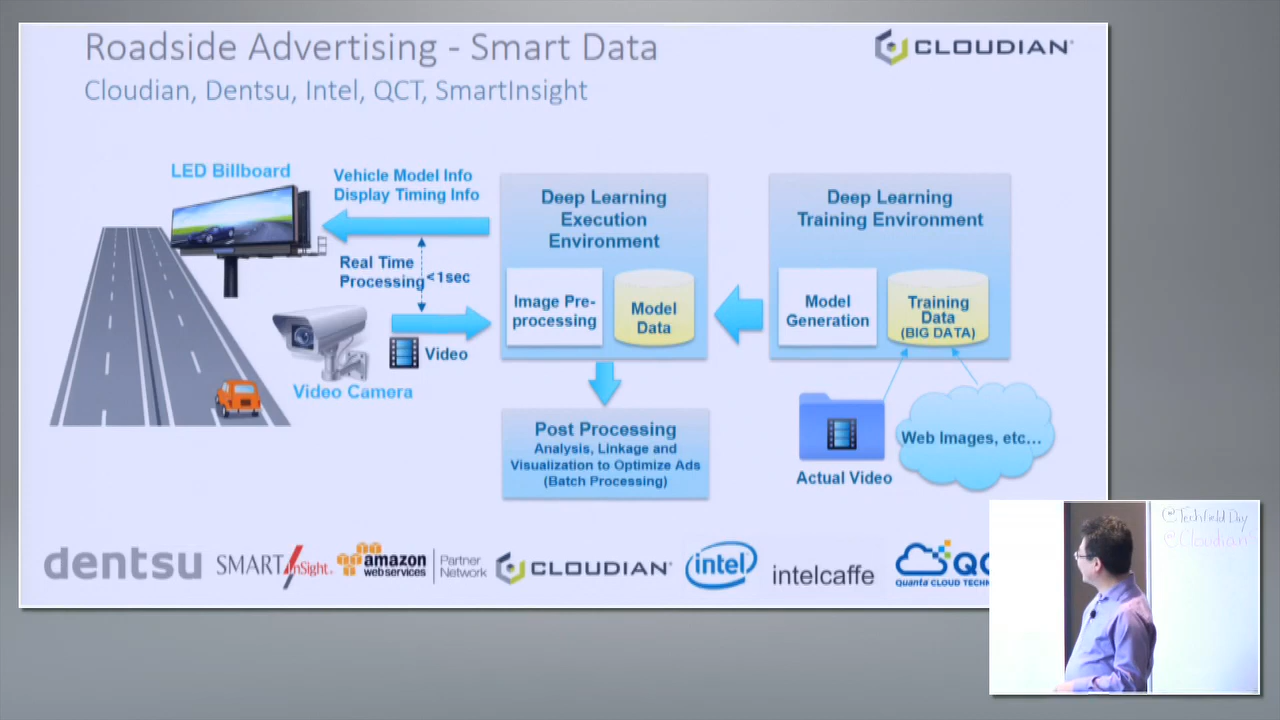 Roadside Advertising - Smart Data
CLOUDIAN
Cloudian, Dentsu, Intel, QCT, SmartInsight
LED Billboard
Vehicle Model Info
Display Timing Info
Real Time
Processing
<1sec
Video
Video Camera
Deep Learning
Execution
Environment
Image Pre-
processing
Model
Data
Deep Learning
Training Environment
Model
Generation
Training
Data
(BIG DATA)
Post Processing
Analysis, Linkage and
Visualization to Optimize Ads
(Batch Processing)
Actual Video
Web Images, etc...
dentsu
SMART InSight
amazon
web services
Partner
Network
CLOUDIAN
intel
intelcaffe
QC
QUANTA CLOUD TECHN
@TechfieldDay
@Cloudian